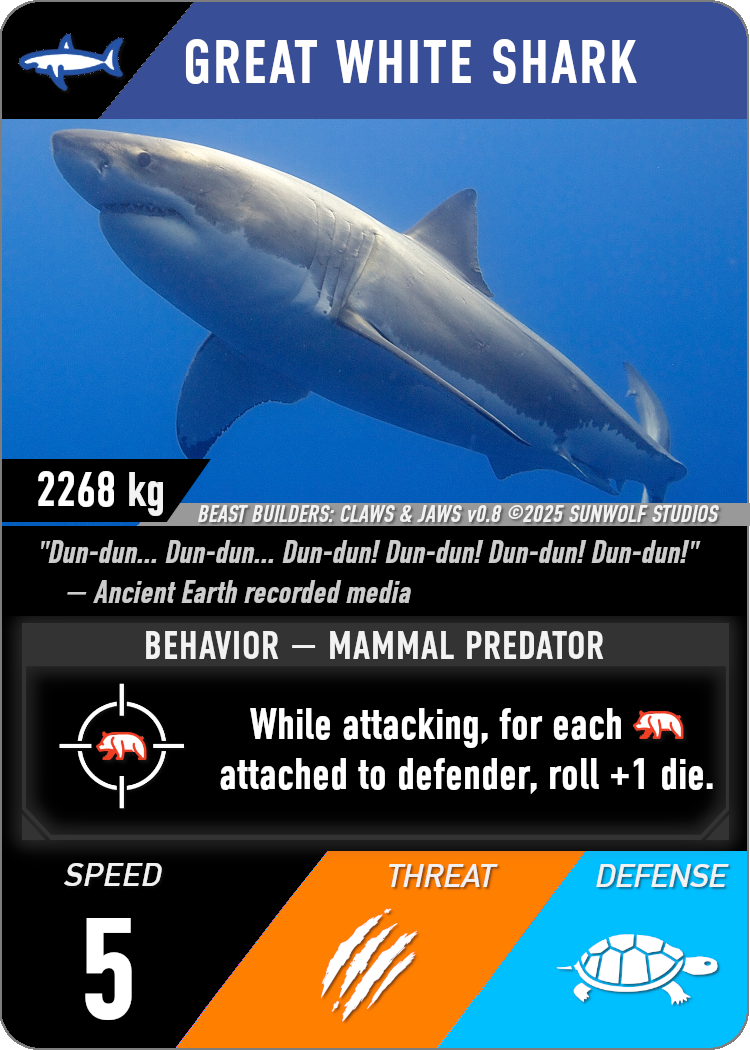 GREAT WHITE SHARK
2268 kg
BEAST BUILDERS: CLAWS & JAWS v0.8 ©2025 SUNWOLF STUDIOS
"Dun-dun... Dun-dun... Dun-dun! Dun-dun! Dun-dun! Dun-dun!"
— Ancient Earth recorded media
BEHAVIOR — MAMMAL PREDATOR
While attacking, for each
attached to defender, roll +1 die.
SPEED THREAT DEFENSE
5